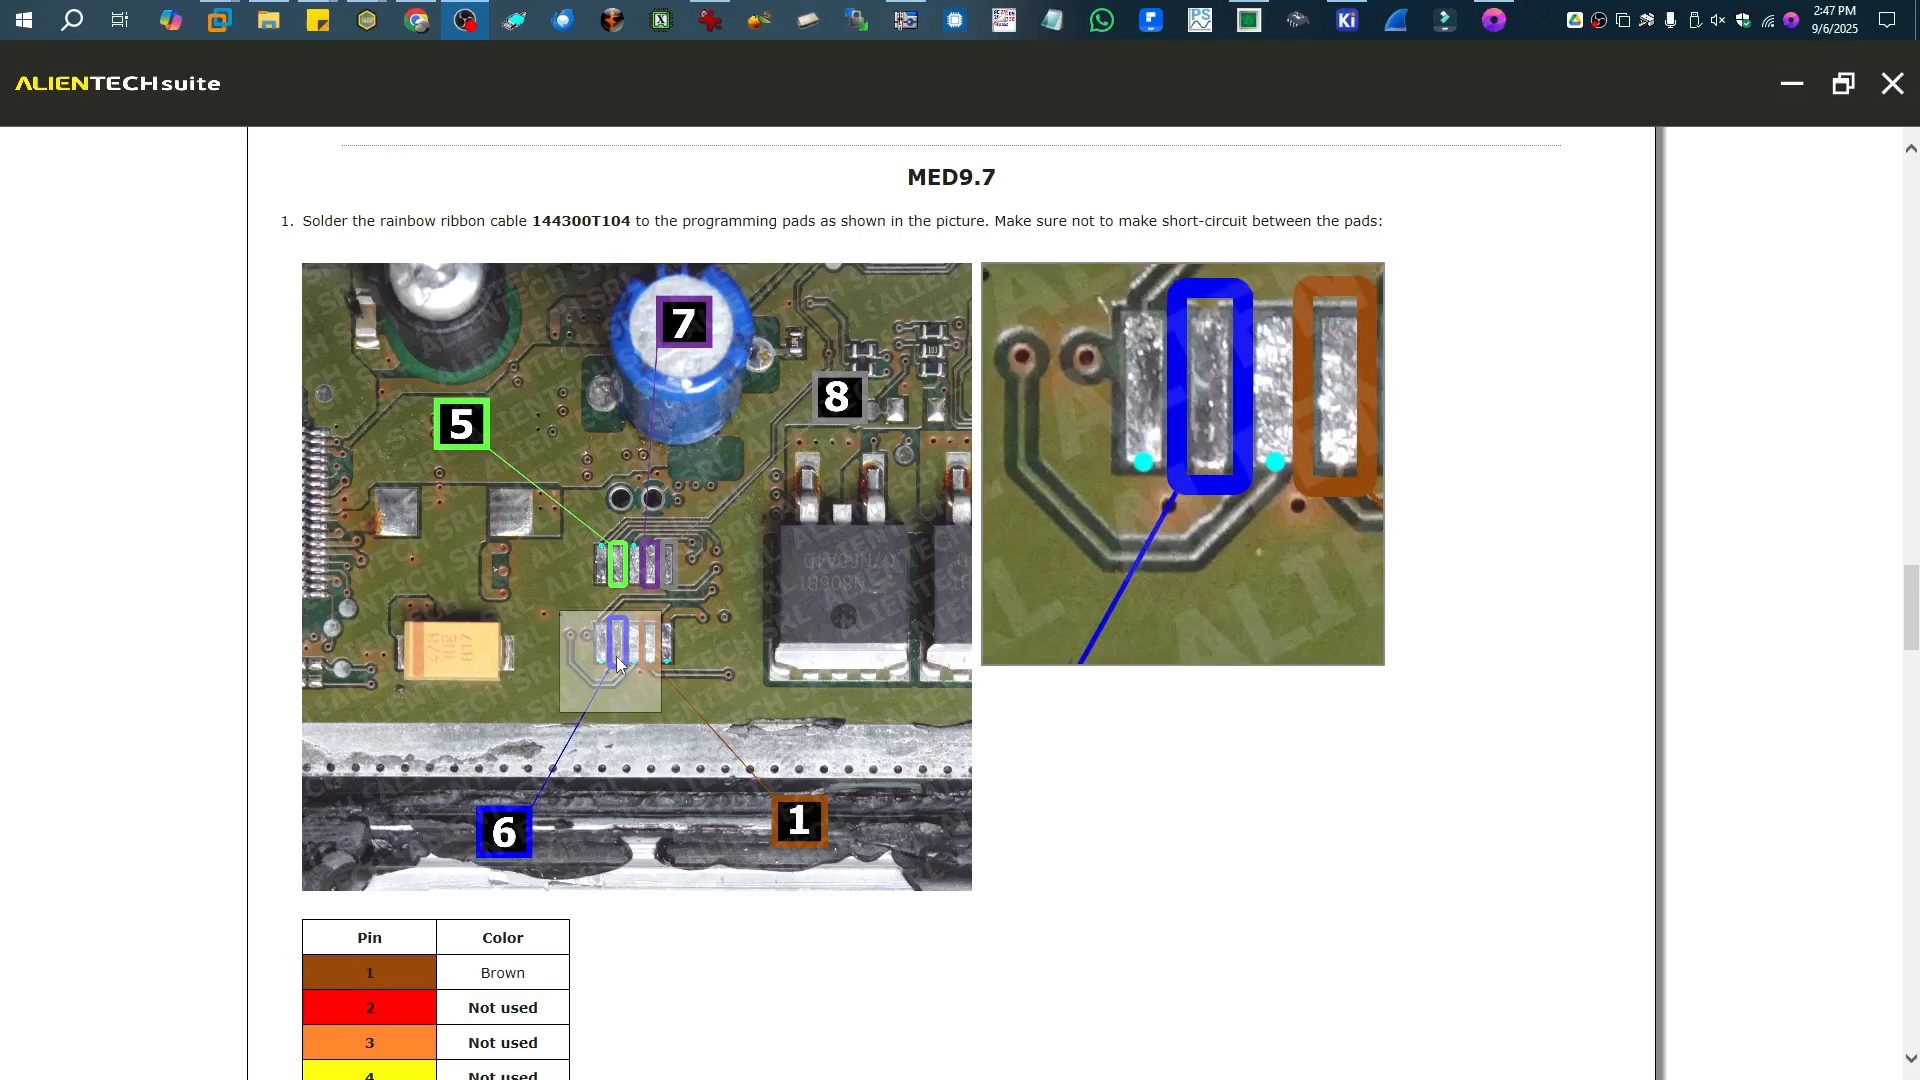 2:47 PM
9/6/2025
ALIENTECH suite
MED9.7
1. Solder the rainbow ribbon cable 144300T104 to the programming pads as shown in the picture. Make sure not to make short-circuit between the pads:
7
8
5
6
1
Pin Color
1 Brown
2 Not used
3 Not used
4 Not used